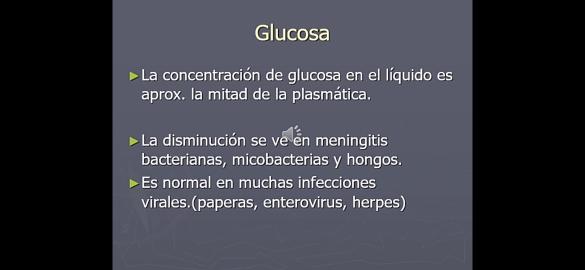 Glucosa
La concentración de glucosa en el líquido es
aprox. la mitad de la plasmática.
La disminución se ve en meningitis
bacterianas, micobacterias y hongos.
Es normal en muchas infecciones
virales.(paperas, enterovirus, herpes)